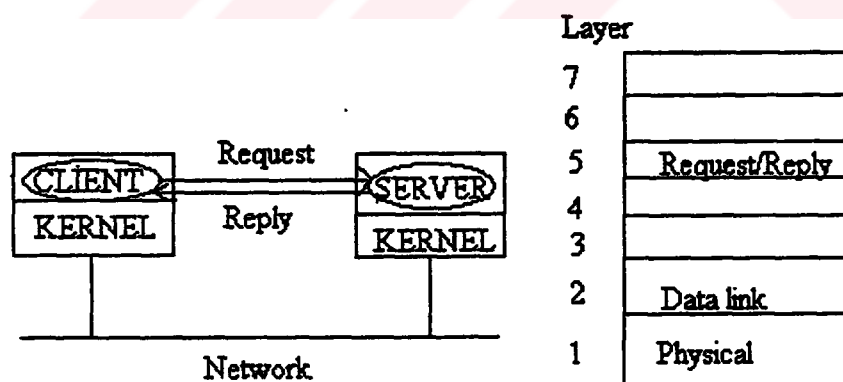 Request
CLIENT
SERVER
Reply
KERNEL
KERNEL
Network
Layer
7
6
5 Request/Reply
4
3
2 Data link
1 Physical